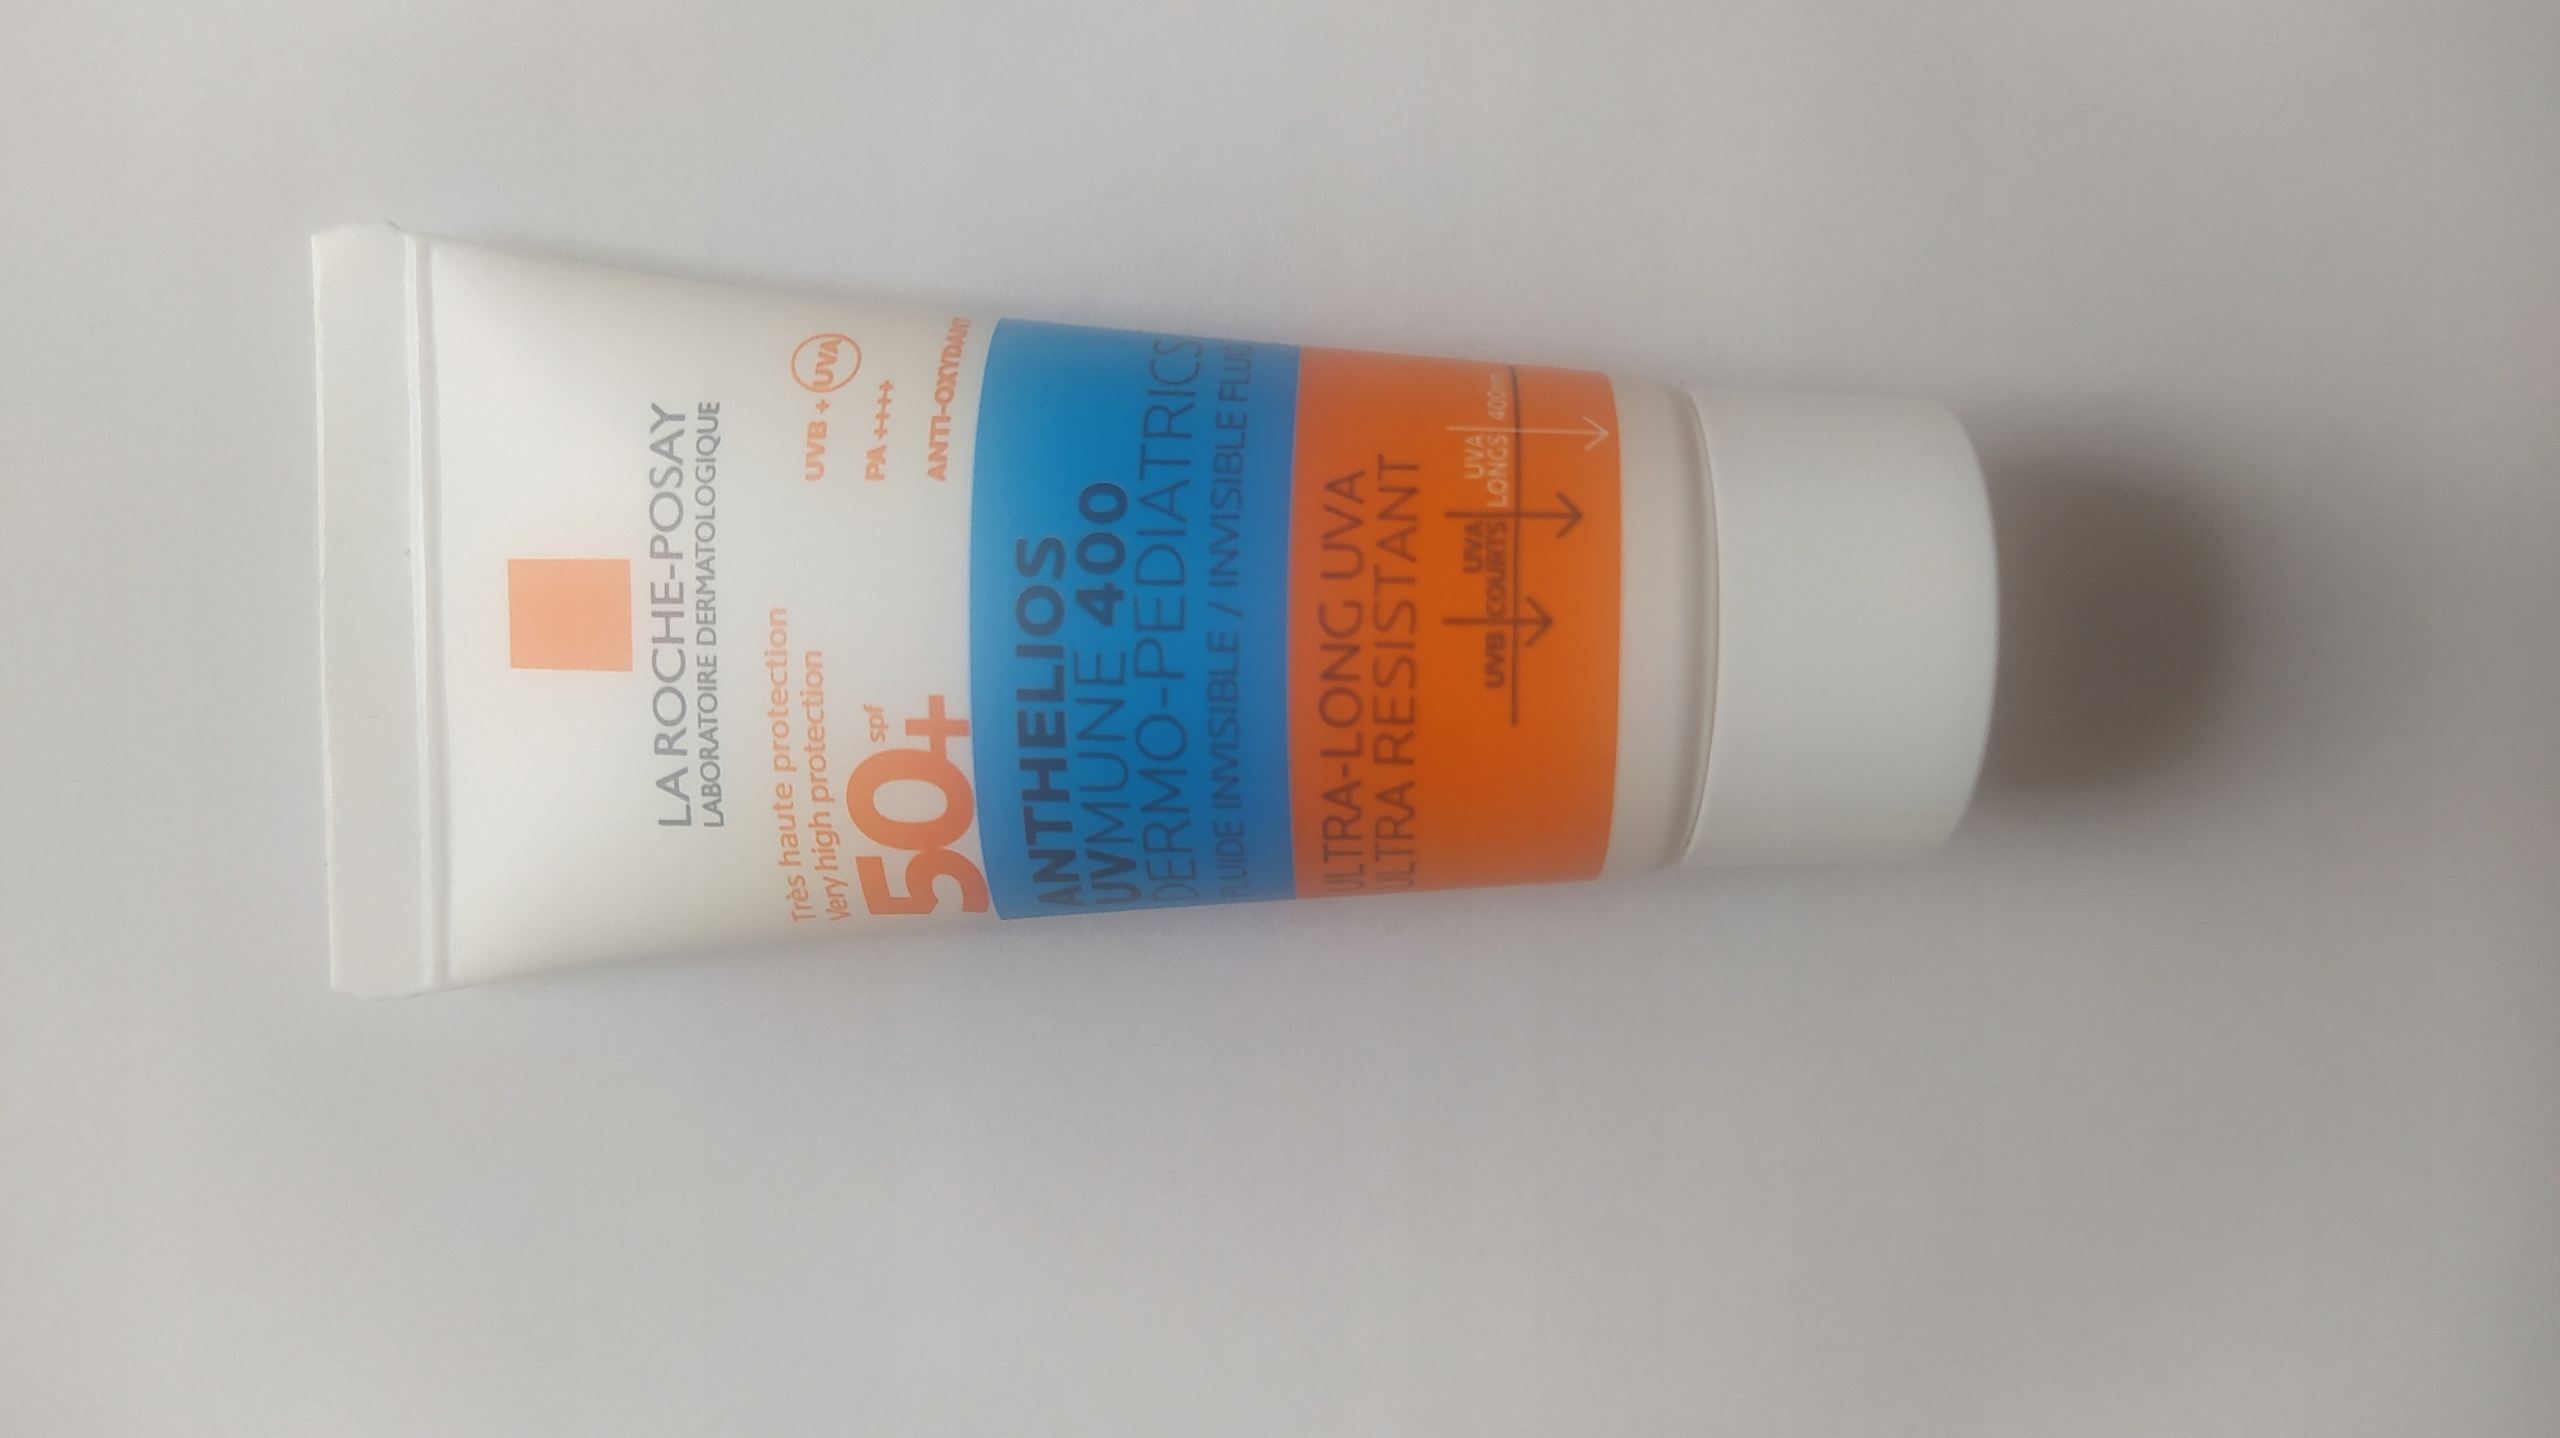 LA ROCHE-POSAY
LABORATOIRE DERMATOLOGIQUE
Très haute protection
Very high protection
50+ spf
UVB + UVA
PA ++++
ANTI-OXYDANT
ANTHELIOS
UVMUNE 400
DERMO-PEDIATRICS
FLUIDE INVISIBLE / INVISIBLE FLUID
ULTRA-LONG UVA
ULTRA RESISTANT
UVB
UVA COURTS
UVA LONGS
400nm